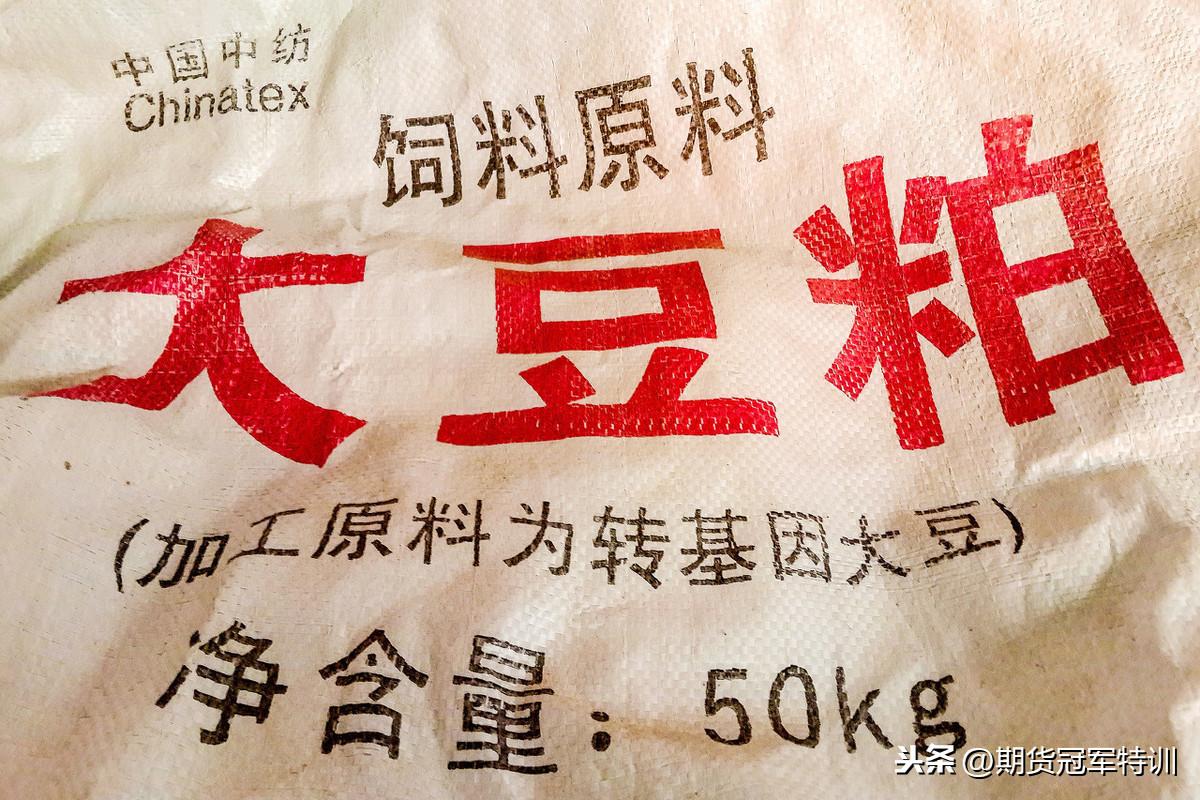 中国中纺
Chinatex
饲料原料
大豆粕
(加工原料为转基因大豆)
净含量：50kg
头条 @期货冠军特训